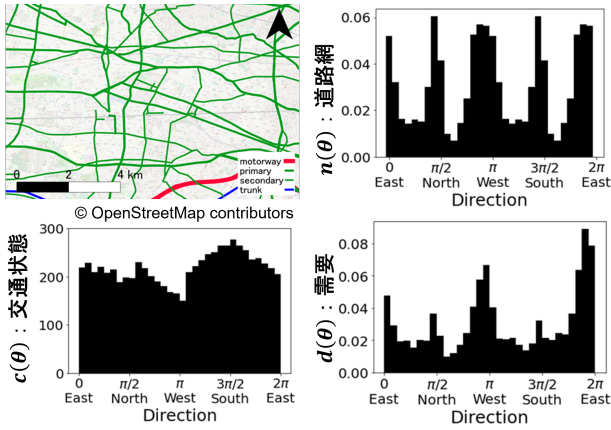 motorway
primary
secondary
trunk
0 2 4 km
© OpenStreetMap contributors
n(θ) : 道路網
0.06
0.04
0.02
0.00
0 π/2 π 3π/2 2π
East North West South East
Direction
c(θ) : 交通状態
300
200
100
0
0 π/2 π 3π/2 2π
East North West South East
Direction
d(θ) : 需要
0.08
0.06
0.04
0.02
0.00
0 π/2 π 3π/2 2π
East North West South East
Direction